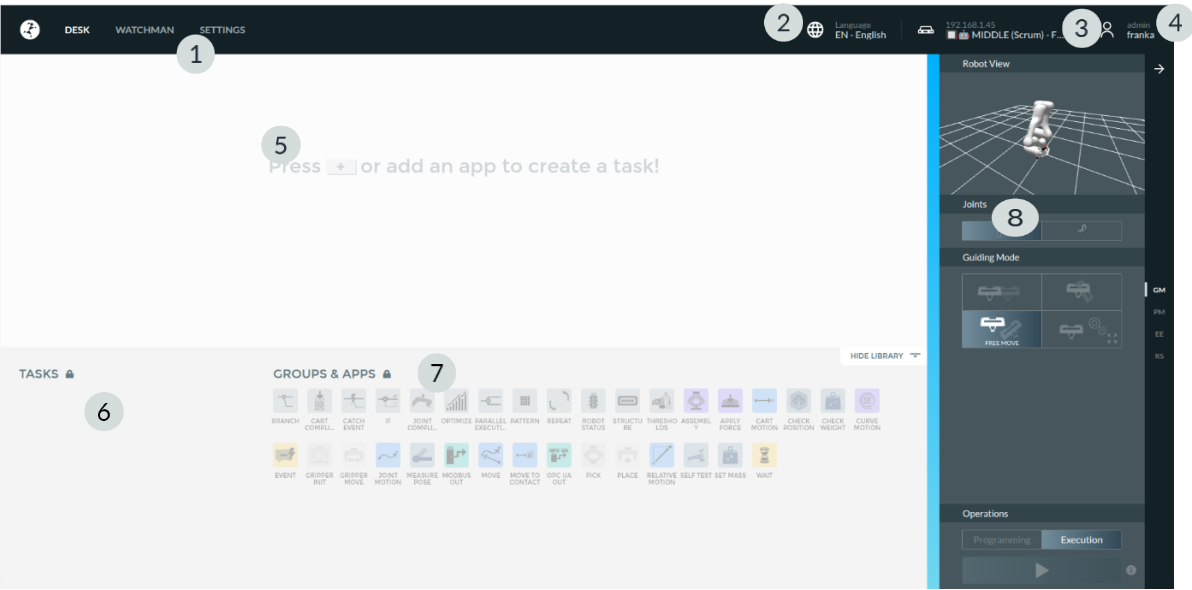 DESK WATCHMAN SETTINGS
1
2
Language
EN - English
192.168.1.45
MIDDLE (Scrum) - F...
3
admin
franka
4
Robot View
5
Press + or add an app to create a task!
Joints
8
Guiding Mode
FREE MOVE
GM
PM
EE
RS
HIDE LIBRARY
TASKS
6
GROUPS & APPS
7
BRANCH
CART COMPLI...
CATCH EVENT
IF
JOINT COMPLI...
OPTIMIZE
PARALLEL EXECUTI...
PATTERN
REPEAT
ROBOT STATUS
STRUCTU RE
THRESHO LDS
ASSEMBL Y
APPLY FORCE
CART MOTION
CHECK POSITION
CHECK WEIGHT
CURVE MOTION
EVENT
GRIPPER INIT
GRIPPER MOVE
JOINT MOTION
MEASURE POSE
MODBUS OUT
MOVE
MOVE TO CONTACT
OPC UA OUT
PICK
PLACE
RELATIVE MOTION
SELF TEST
SET MASS
WAIT
Operations
Programming Execution